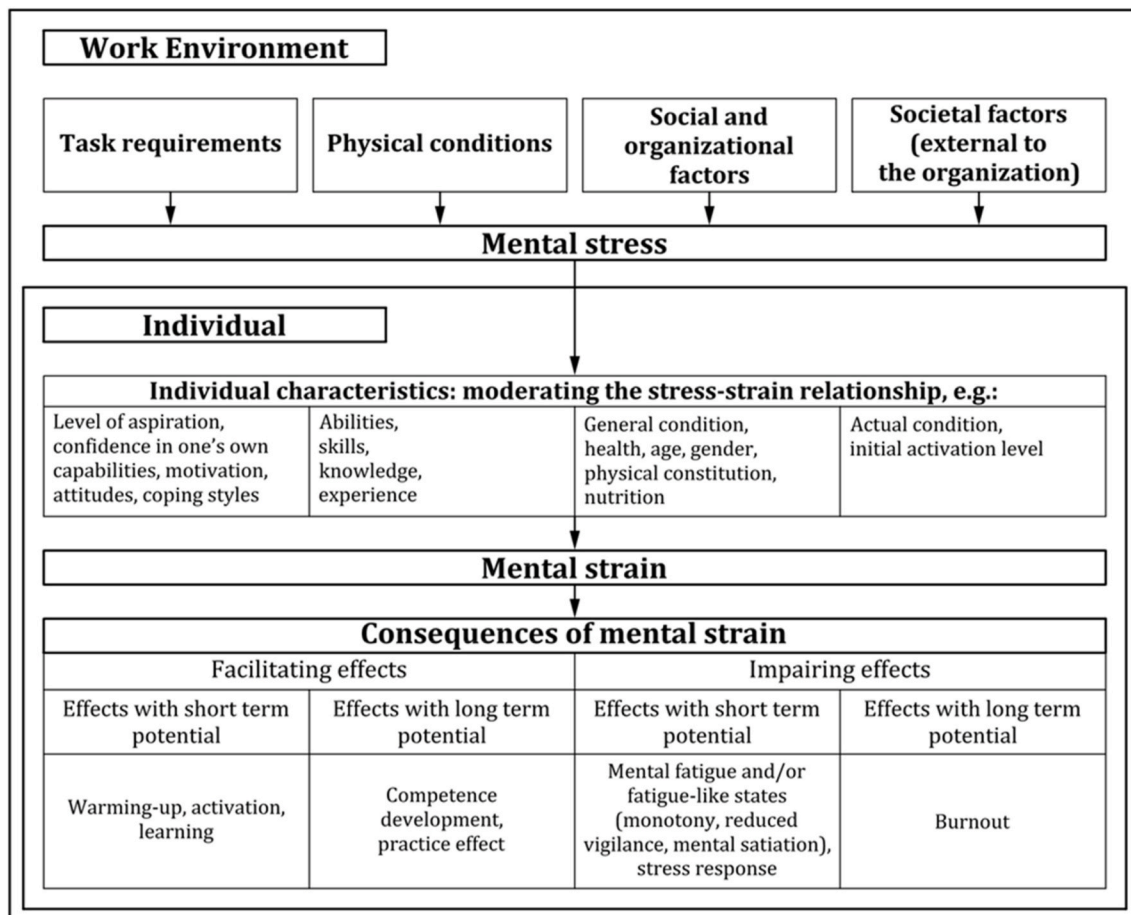 Work Environment
Task requirements
Physical conditions
Social and
organizational
factors
Societal factors
(external to
the organization)
Mental stress
Individual
Individual characteristics: moderating the stress-strain relationship, e.g.:
Level of aspiration,
confidence in one's own
capabilities, motivation,
attitudes, coping styles
Abilities,
skills,
knowledge,
experience
General condition,
health, age, gender,
physical constitution,
nutrition
Actual condition,
initial activation level
Mental strain
Consequences of mental strain
Facilitating effects
Impairing effects
Effects with short term
potential
Effects with long term
potential
Effects with short term
potential
Effects with long term
potential
Warming-up, activation,
learning
Competence
development,
practice effect
Mental fatigue and/or
fatigue-like states
(monotony, reduced
vigilance, mental satiation),
stress response
Burnout